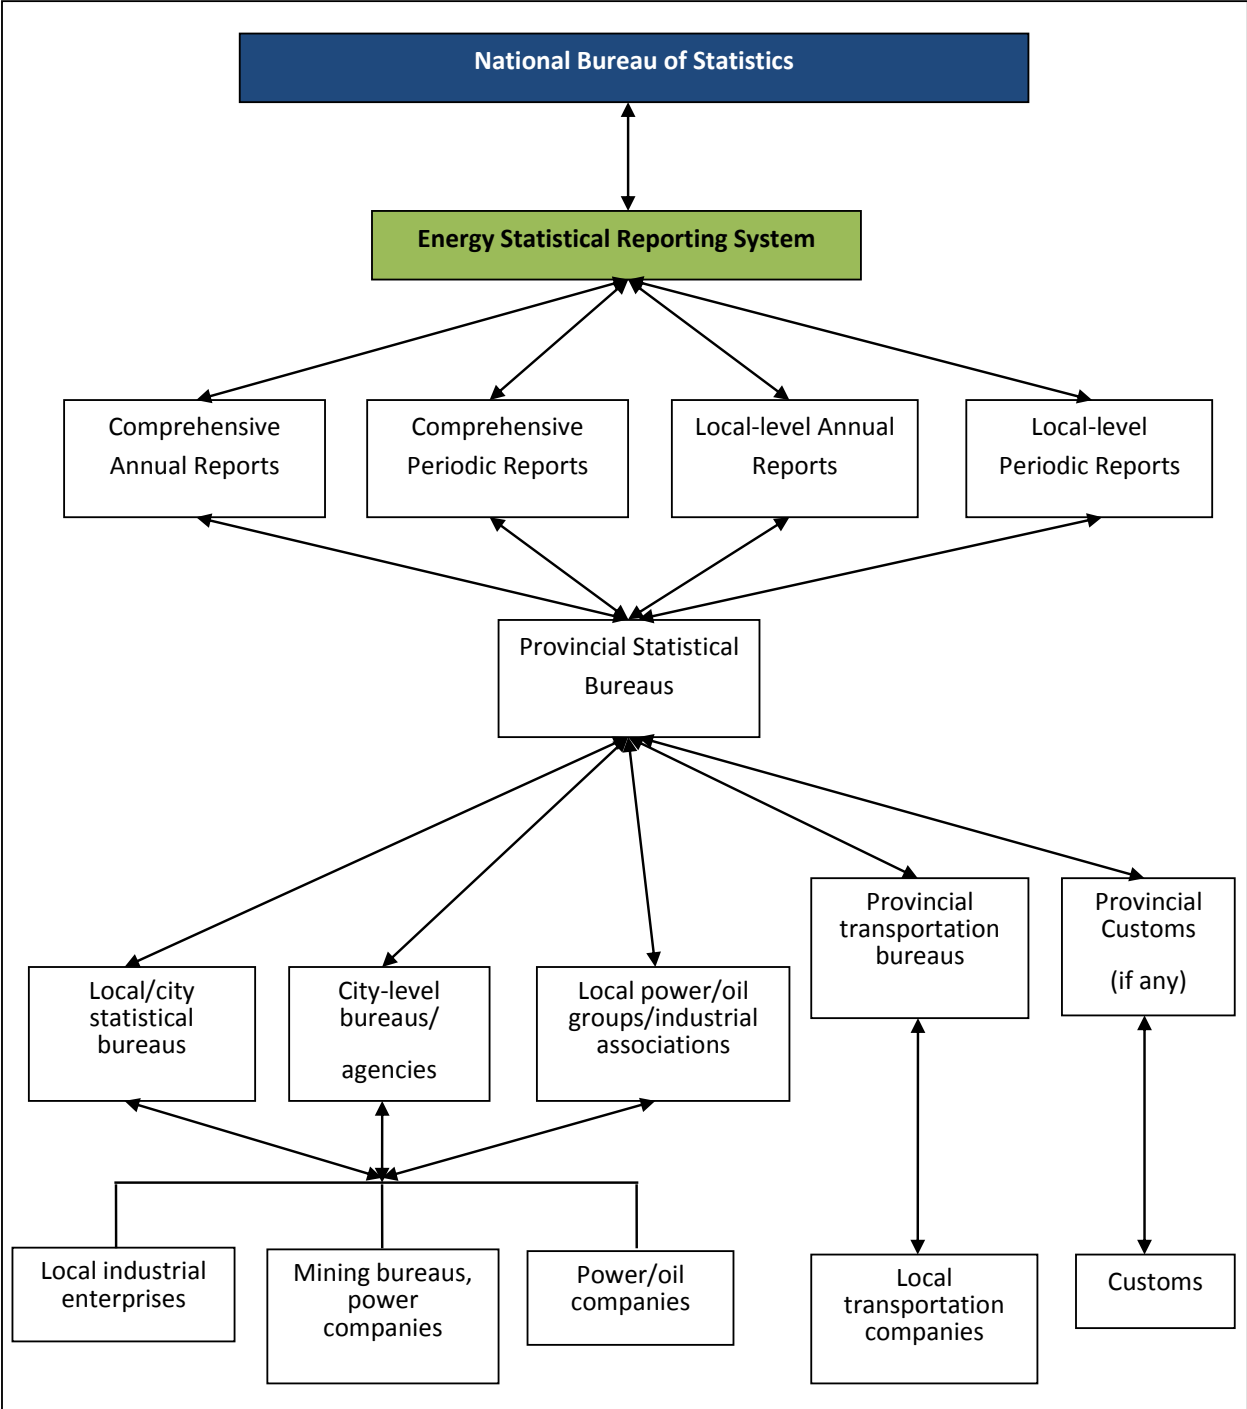 National Bureau of Statistics
Energy Statistical Reporting System
Comprehensive
Annual Reports
Comprehensive
Periodic Reports
Local-level Annual
Reports
Local-level
Periodic Reports
Provincial Statistical
Bureaus
Provincial
transportation
bureaus
Provincial
Customs
(if any)
Local/city
statistical
bureaus
City-level
bureaus/
agencies
Local power/oil
groups/industrial
associations
Local industrial
enterprises
Mining bureaus,
power
companies
Power/oil
companies
Local
transportation
companies
Customs